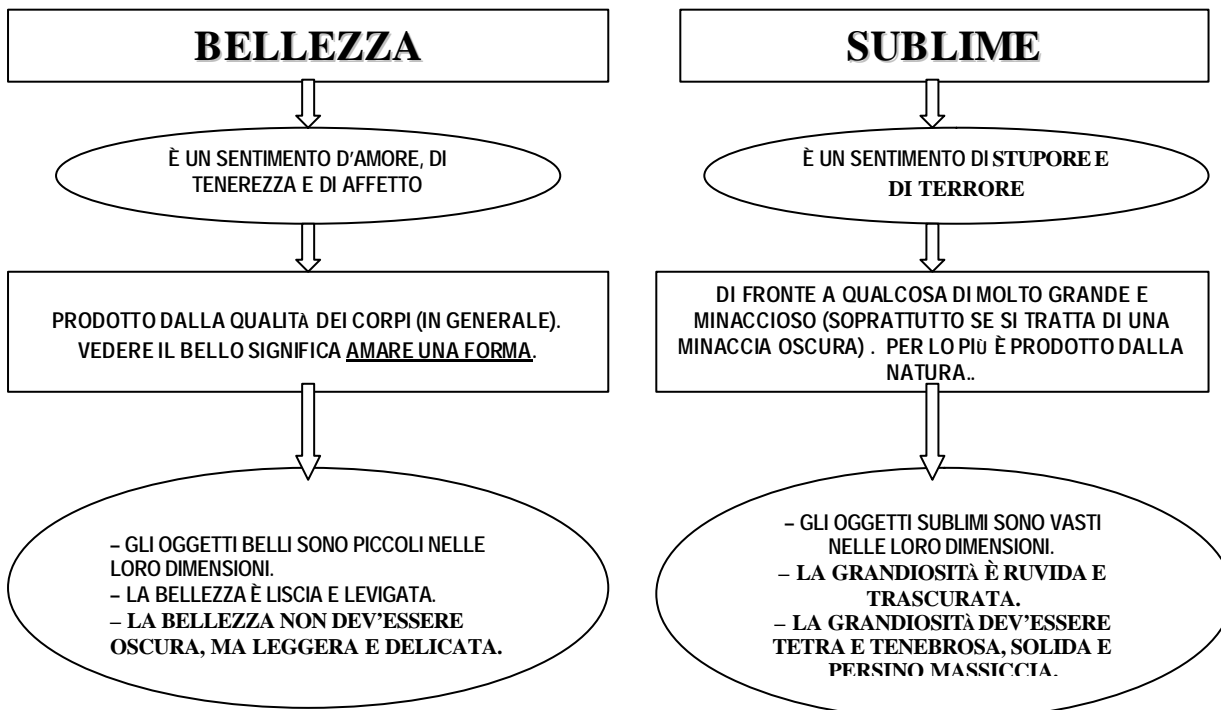 BELLEZZA
È UN SENTIMENTO D'AMORE, DI
TENEREZZA E DI AFFETTO
PRODOTTO DALLA QUALITÀ DEI CORPI (IN GENERALE).
VEDERE IL BELLO SIGNIFICA AMARE UNA FORMA.
– GLI OGGETTI BELLI SONO PICCOLI NELLE
LORO DIMENSIONI.
– LA BELLEZZA È LISCIA E LEVIGATA.
– LA BELLEZZA NON DEV'ESSERE
OSCURA, MA LEGGERA E DELICATA.
SUBLIME
È UN SENTIMENTO DI STUPORE E
DI TERRORE
DI FRONTE A QUALCOSA DI MOLTO GRANDE E
MINACCIOSO (SOPRATTUTTO SE SI TRATTA DI UNA
MINACCIA OSCURA) . PER LO PIÙ È PRODOTTO DALLA
NATURA..
– GLI OGGETTI SUBLIMI SONO VASTI
NELLE LORO DIMENSIONI.
– LA GRANDIOSITÀ È RUVIDA E
TRASCURATA.
– LA GRANDIOSITÀ DEV'ESSERE
TETRA E TENEBROSA, SOLIDA E
PERSINO MASSICCIA.